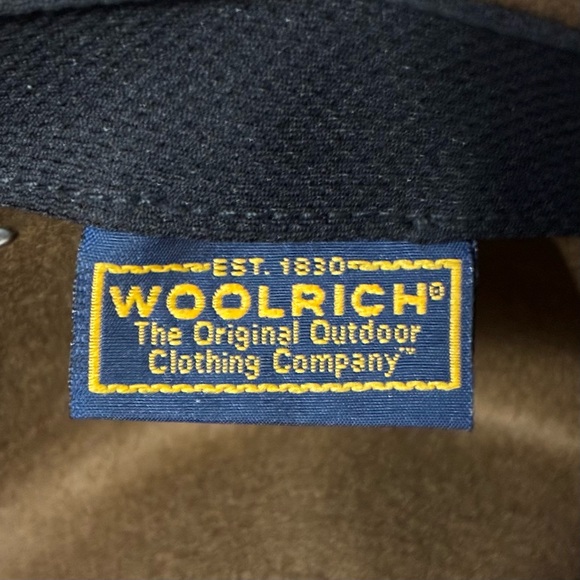 EST. 1830
WOOLRICH®
The Original Outdoor
Clothing Company™